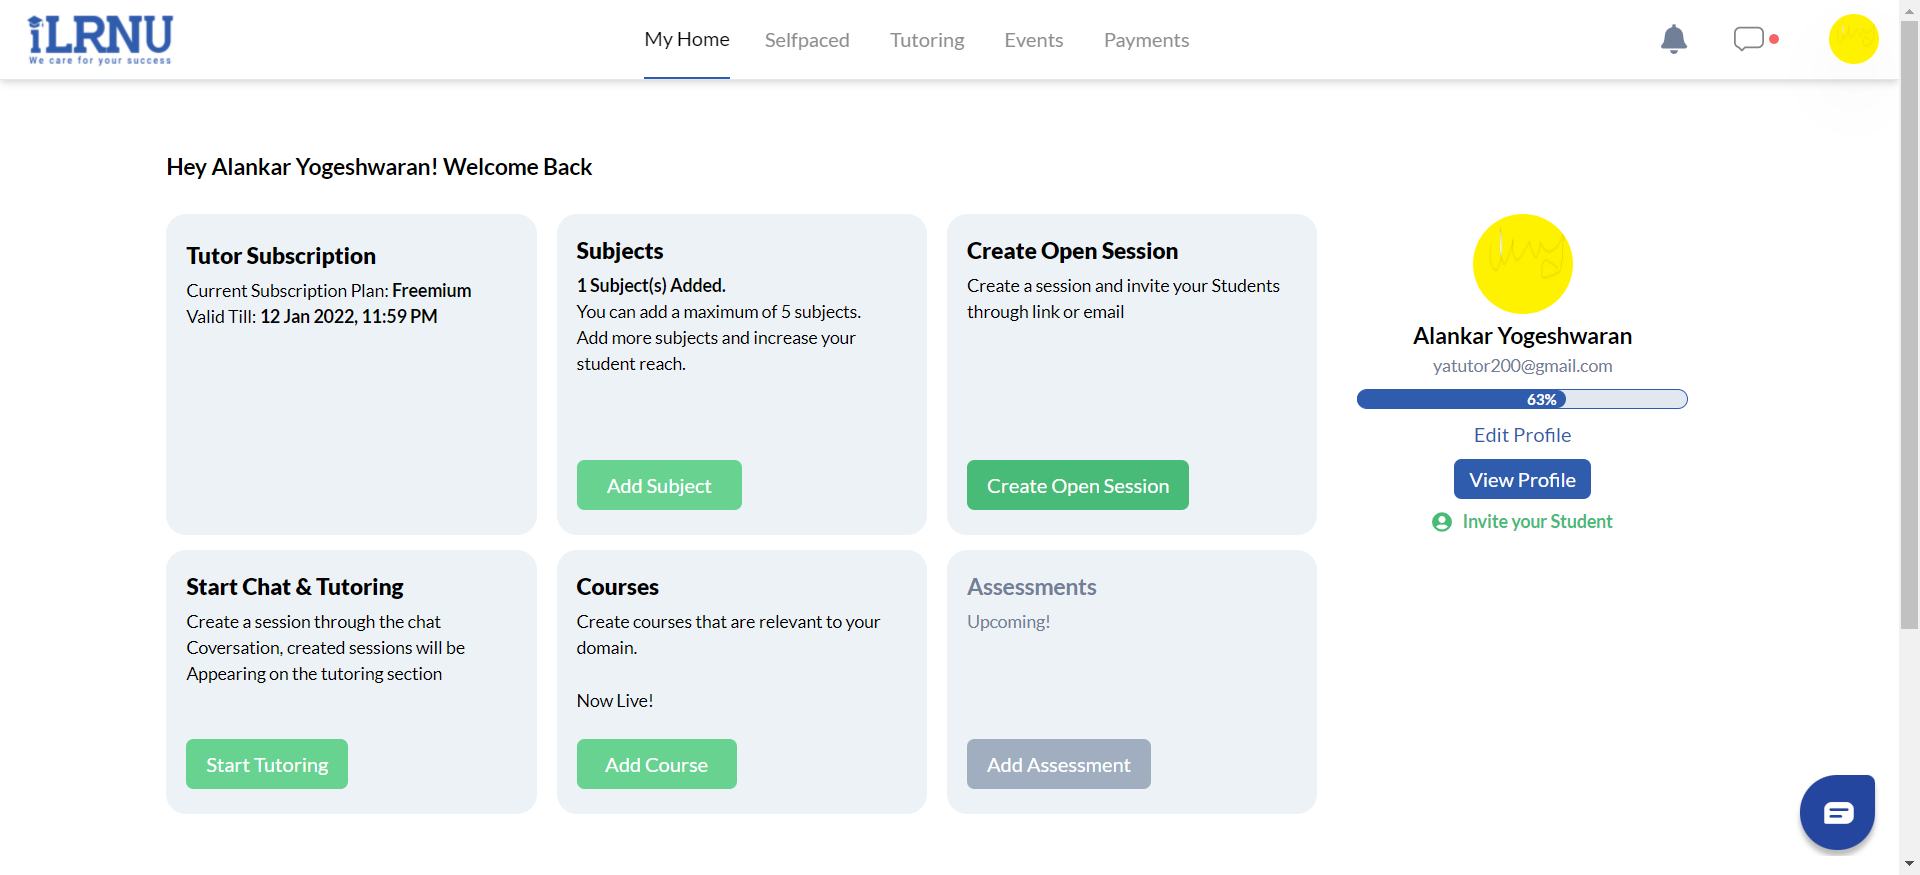 iLRNU
We care for your success
My Home
Selfpaced
Tutoring
Events
Payments
Hey Alankar Yogeshwaran! Welcome Back
Tutor Subscription
Current Subscription Plan: Freemium
Valid Till: 12 Jan 2022, 11:59 PM
Subjects
1 Subject(s) Added.
You can add a maximum of 5 subjects.
Add more subjects and increase your
student reach.
Add Subject
Create Open Session
Create a session and invite your Students
through link or email
Create Open Session
Alankar Yogeshwaran
yatutor200@gmail.com
63%
Edit Profile
View Profile
Invite your Student
Start Chat & Tutoring
Create a session through the chat
Coversation, created sessions will be
Appearing on the tutoring section
Start Tutoring
Courses
Create courses that are relevant to your
domain.
Now Live!
Add Course
Assessments
Upcoming!
Add Assessment